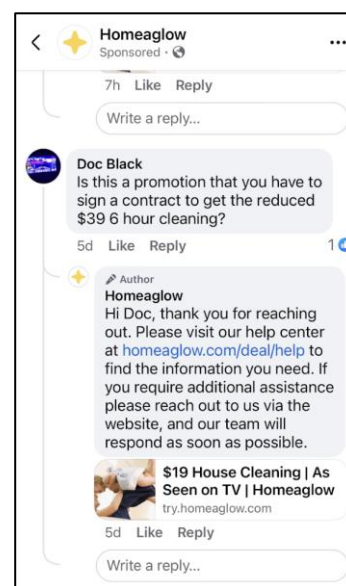 Homeaglow
Sponsored ·
7h Like Reply
Write a reply...
Doc Black
Is this a promotion that you have to
sign a contract to get the reduced
$39 6 hour cleaning?
5d Like Reply 1
Author
Homeaglow
Hi Doc, thank you for reaching
out. Please visit our help center
at homeaglow.com/deal/help to
find the information you need. If
you require additional assistance
please reach out to us via the
website, and our team will
respond as soon as possible.
$19 House Cleaning | As
Seen on TV | Homeaglow
try.homeaglow.com
5d Like Reply
Write a reply...